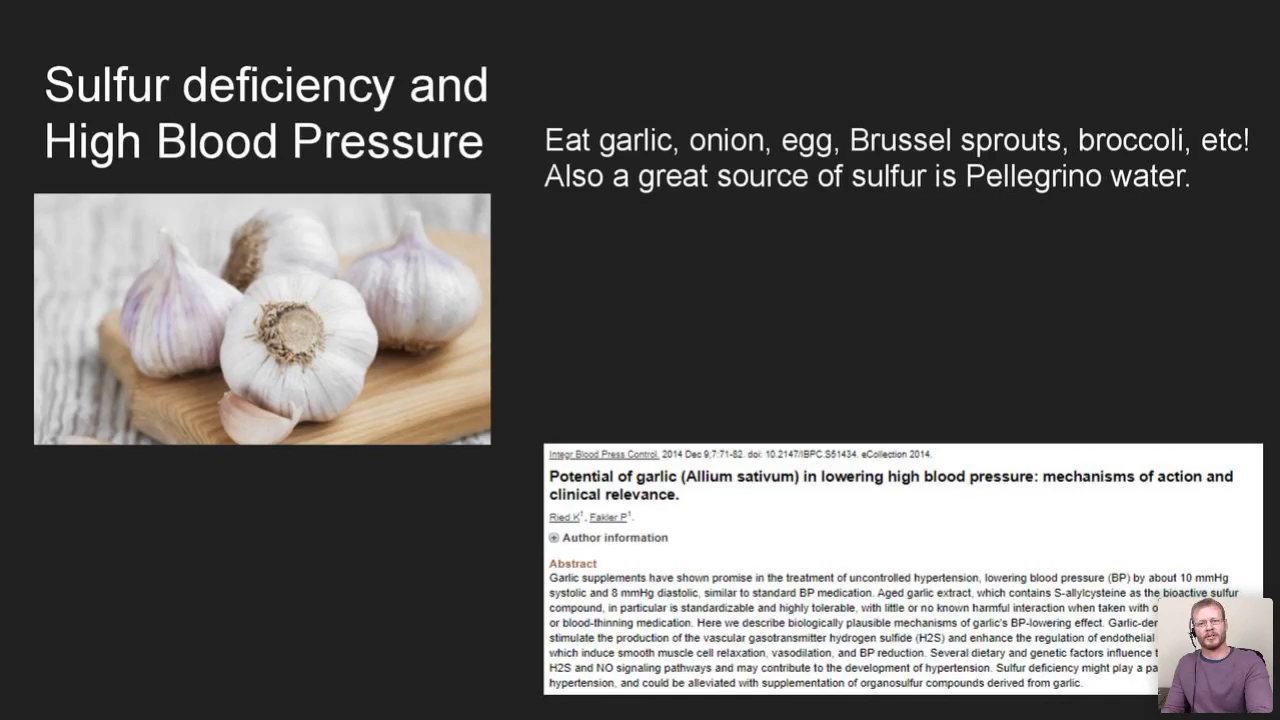 Sulfur deficiency and
High Blood Pressure
Eat garlic, onion, egg, Brussel sprouts, broccoli, etc!
Also a great source of sulfur is Pellegrino water.
Integr Blood Press Control. 2014 Dec 9;7:71-82. doi: 10.2147/IBPC.S51434. eCollection 2014.
Potential of garlic (Allium sativum) in lowering high blood pressure: mechanisms of action and
clinical relevance.
Ried K1, Fakler P1.
Author information
Abstract
Garlic supplements have shown promise in the treatment of uncontrolled hypertension, lowering blood pressure (BP) by about 10 mmHg
systolic and 8 mmHg diastolic, similar to standard BP medication. Aged garlic extract, which contains S-allylcysteine as the bioactive sulfur
compound, in particular is standardizable and highly tolerable, with little or no known harmful interaction when taken with
or blood-thinning medication. Here we describe biologically plausible mechanisms of garlic's BP-lowering effect.
stimulate the production of the vascular gasotransmitter hydrogen sulfide (H2S) and enhance the regulation of endothelial
which induce smooth muscle cell relaxation, vasodilation, and BP reduction. Several dietary and genetic factors influence
H2S and NO signaling pathways and may contribute to the development of hypertension. Sulfur deficiency might play a
hypertension, and could be alleviated with supplementation of organosulfur compounds derived from garlic.